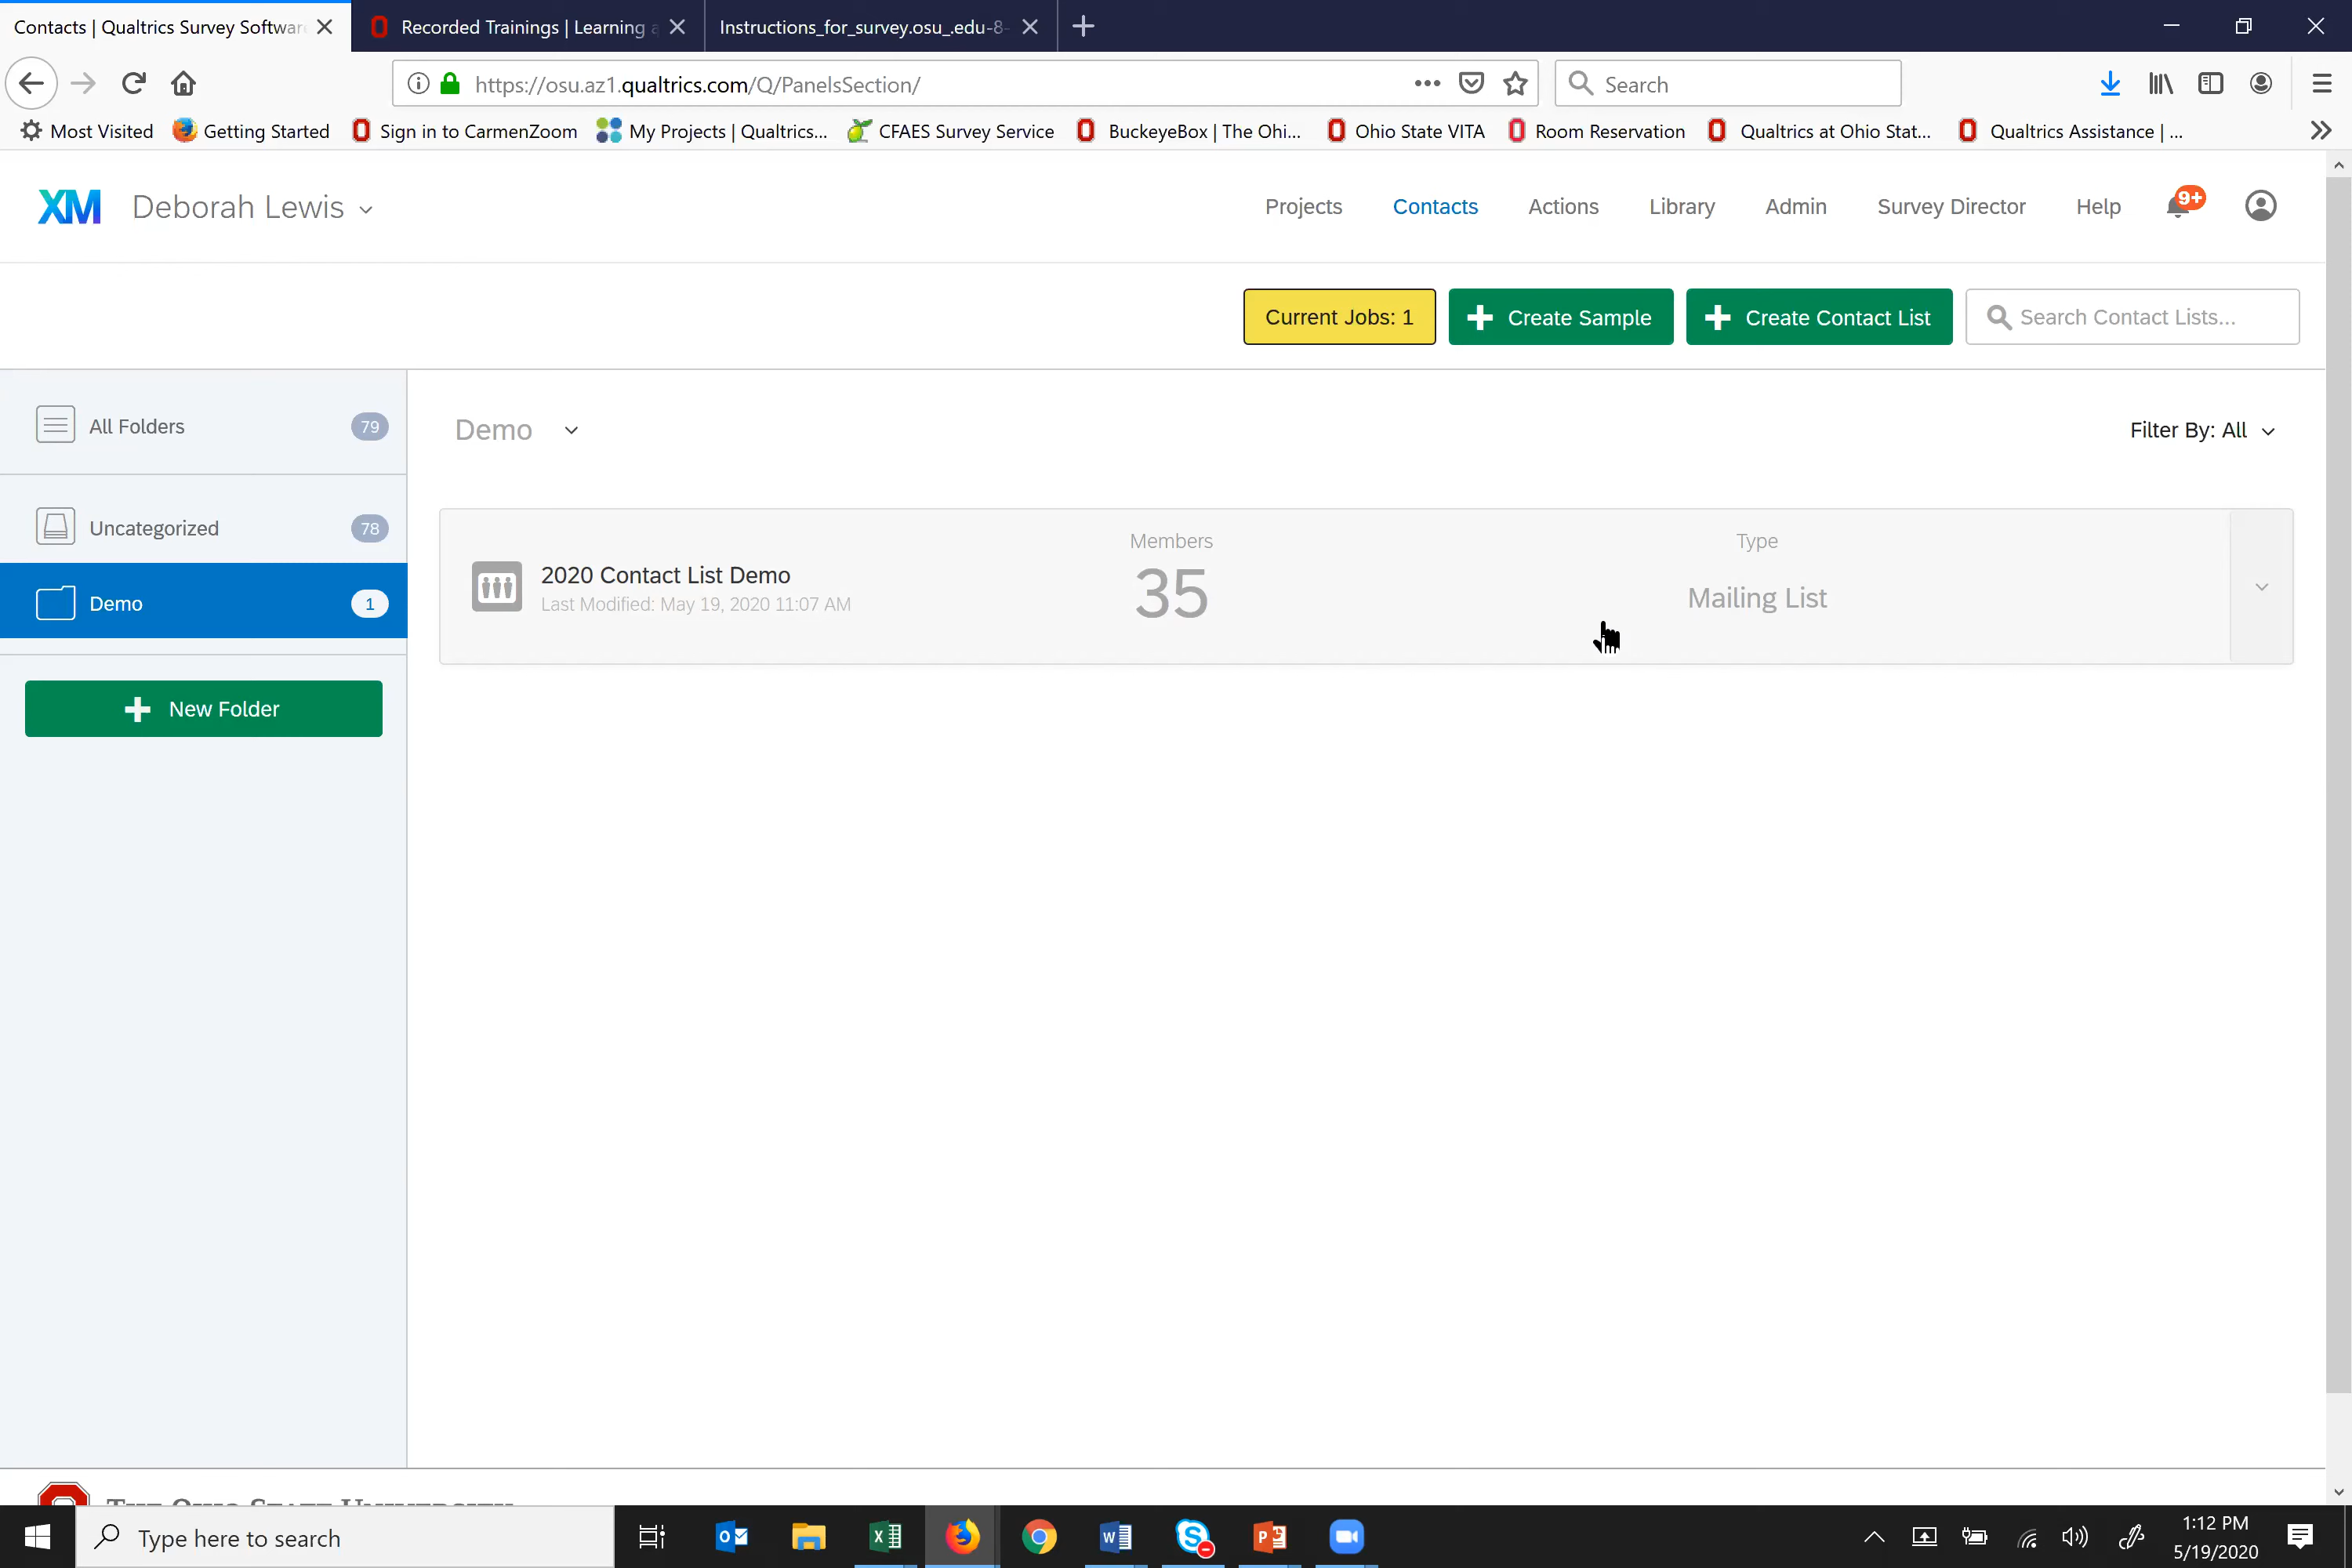 Contacts | Qualtrics Survey Softwar
Recorded Trainings | Learning a
Instructions_for_survey.osu_.edu-8-
https://osu.az1.qualtrics.com/Q/PanelsSection/
Search
Most Visited
Getting Started
Sign in to CarmenZoom
My Projects | Qualtrics...
CFAES Survey Service
BuckeyeBox | The Ohi...
Ohio State VITA
Room Reservation
Qualtrics at Ohio Stat...
Qualtrics Assistance | ...
XM
Deborah Lewis
Projects
Contacts
Actions
Library
Admin
Survey Director
Help
9+
Current Jobs: 1
Create Sample
Create Contact List
Search Contact Lists...
All Folders
79
Uncategorized
78
Demo
1
New Folder
Demo
Filter By: All
2020 Contact List Demo
Last Modified: May 19, 2020 11:07 AM
Members
35
Type
Mailing List
THE OHIO STATE UNIVERSITY
Type here to search
1:12 PM
5/19/2020